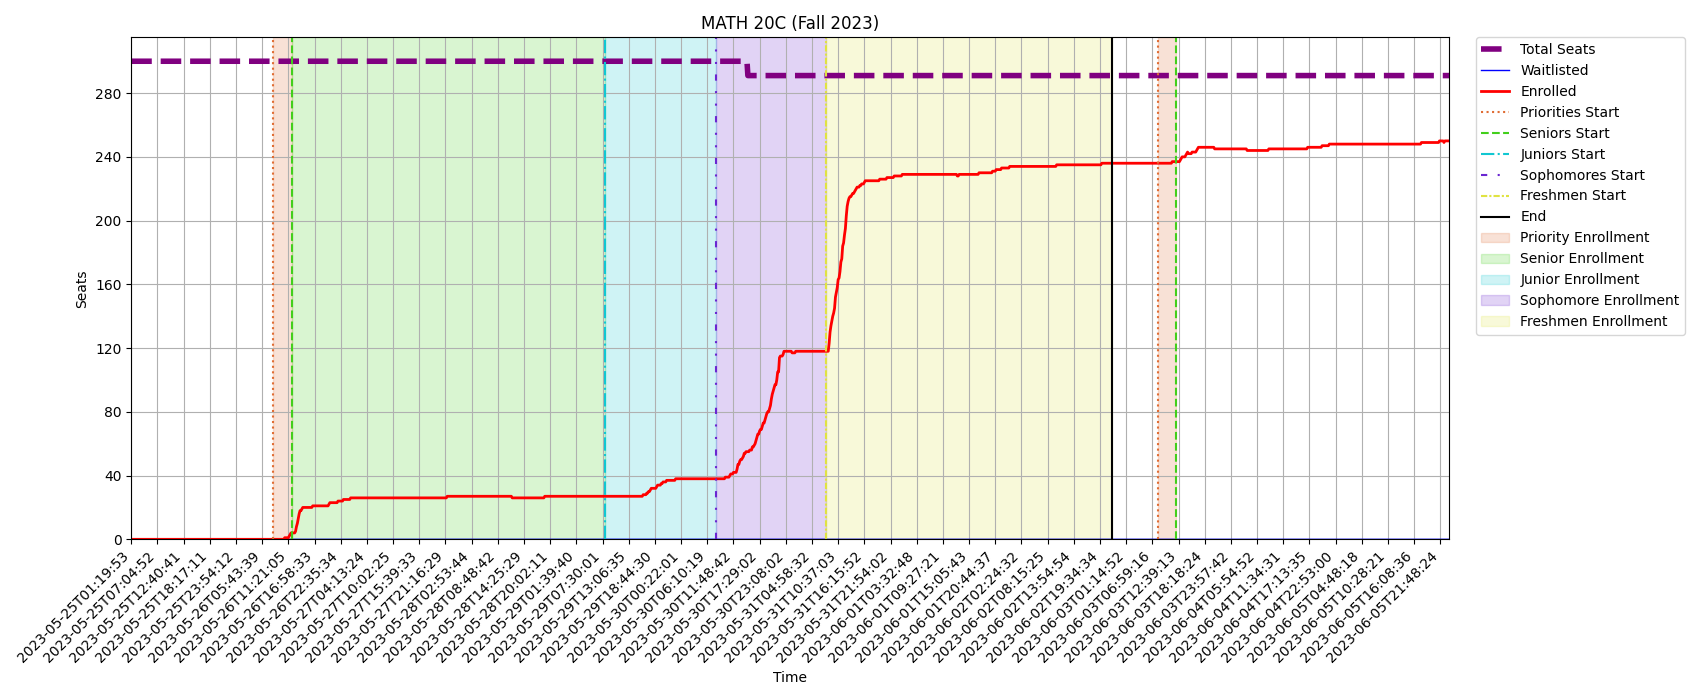 MATH 20C (Fall 2023)
Seats
280
240
200
160
120
80
40
0
2023-05-25T01:19:53
2023-05-25T07:04:52
2023-05-25T12:40:41
2023-05-25T18:17:11
2023-05-25T23:54:12
2023-05-26T05:43:39
2023-05-26T11:21:05
2023-05-26T16:58:33
2023-05-26T22:35:34
2023-05-27T04:13:24
2023-05-27T10:02:25
2023-05-27T15:39:33
2023-05-27T21:16:29
2023-05-28T02:53:44
2023-05-28T08:48:42
2023-05-28T14:25:29
2023-05-28T20:02:11
2023-05-29T01:39:40
2023-05-29T07:30:01
2023-05-29T13:06:35
2023-05-29T18:44:30
2023-05-30T00:22:01
2023-05-30T06:10:19
2023-05-30T11:48:42
2023-05-30T17:29:02
2023-05-30T23:08:02
2023-05-31T04:58:32
2023-05-31T10:37:03
2023-05-31T16:15:52
2023-05-31T21:54:02
2023-06-01T03:32:48
2023-06-01T09:27:21
2023-06-01T15:05:43
2023-06-01T20:44:37
2023-06-02T02:24:32
2023-06-02T08:15:25
2023-06-02T13:54:54
2023-06-02T19:34:34
2023-06-03T01:14:52
2023-06-03T06:59:16
2023-06-03T12:39:13
2023-06-03T18:18:24
2023-06-03T23:57:42
2023-06-04T05:54:52
2023-06-04T11:34:31
2023-06-04T17:13:35
2023-06-04T22:53:00
2023-06-05T04:48:18
2023-06-05T10:28:21
2023-06-05T16:08:36
2023-06-05T21:48:24
Time
Total Seats
Waitlisted
Enrolled
Priorities Start
Seniors Start
Juniors Start
Sophomores Start
Freshmen Start
End
Priority Enrollment
Senior Enrollment
Junior Enrollment
Sophomore Enrollment
Freshmen Enrollment